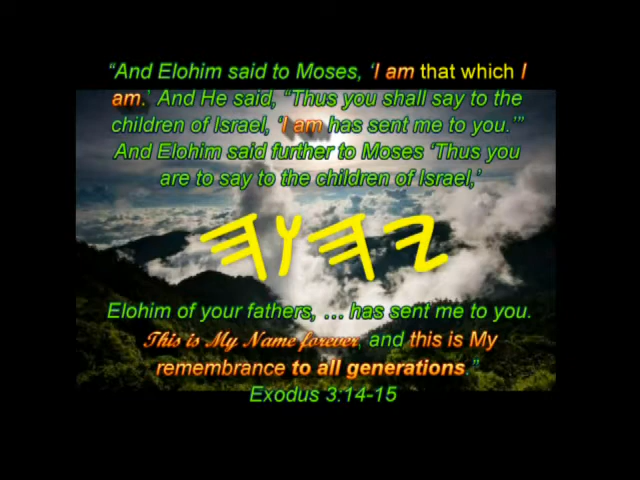 “And Elohim said to Moses, ‘I am that which I
am.’ And He said, “Thus you shall say to the
children of Israel, ‘I am has sent me to you.’”
And Elohim said further to Moses ‘Thus you
are to say to the children of Israel,’
𐤉𐤄𐤅𐤄
Elohim of your fathers, … has sent me to you.
This is My Name forever, and this is My
remembrance to all generations.”
Exodus 3:14-15